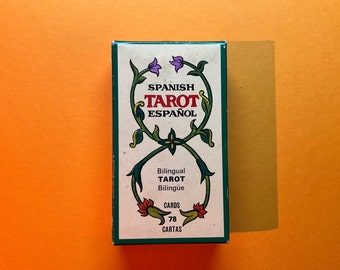 SPANISH
TAROT
ESPAÑOL
Bilingual
TAROT
Bilingüe
CARDS
78
CARTAS